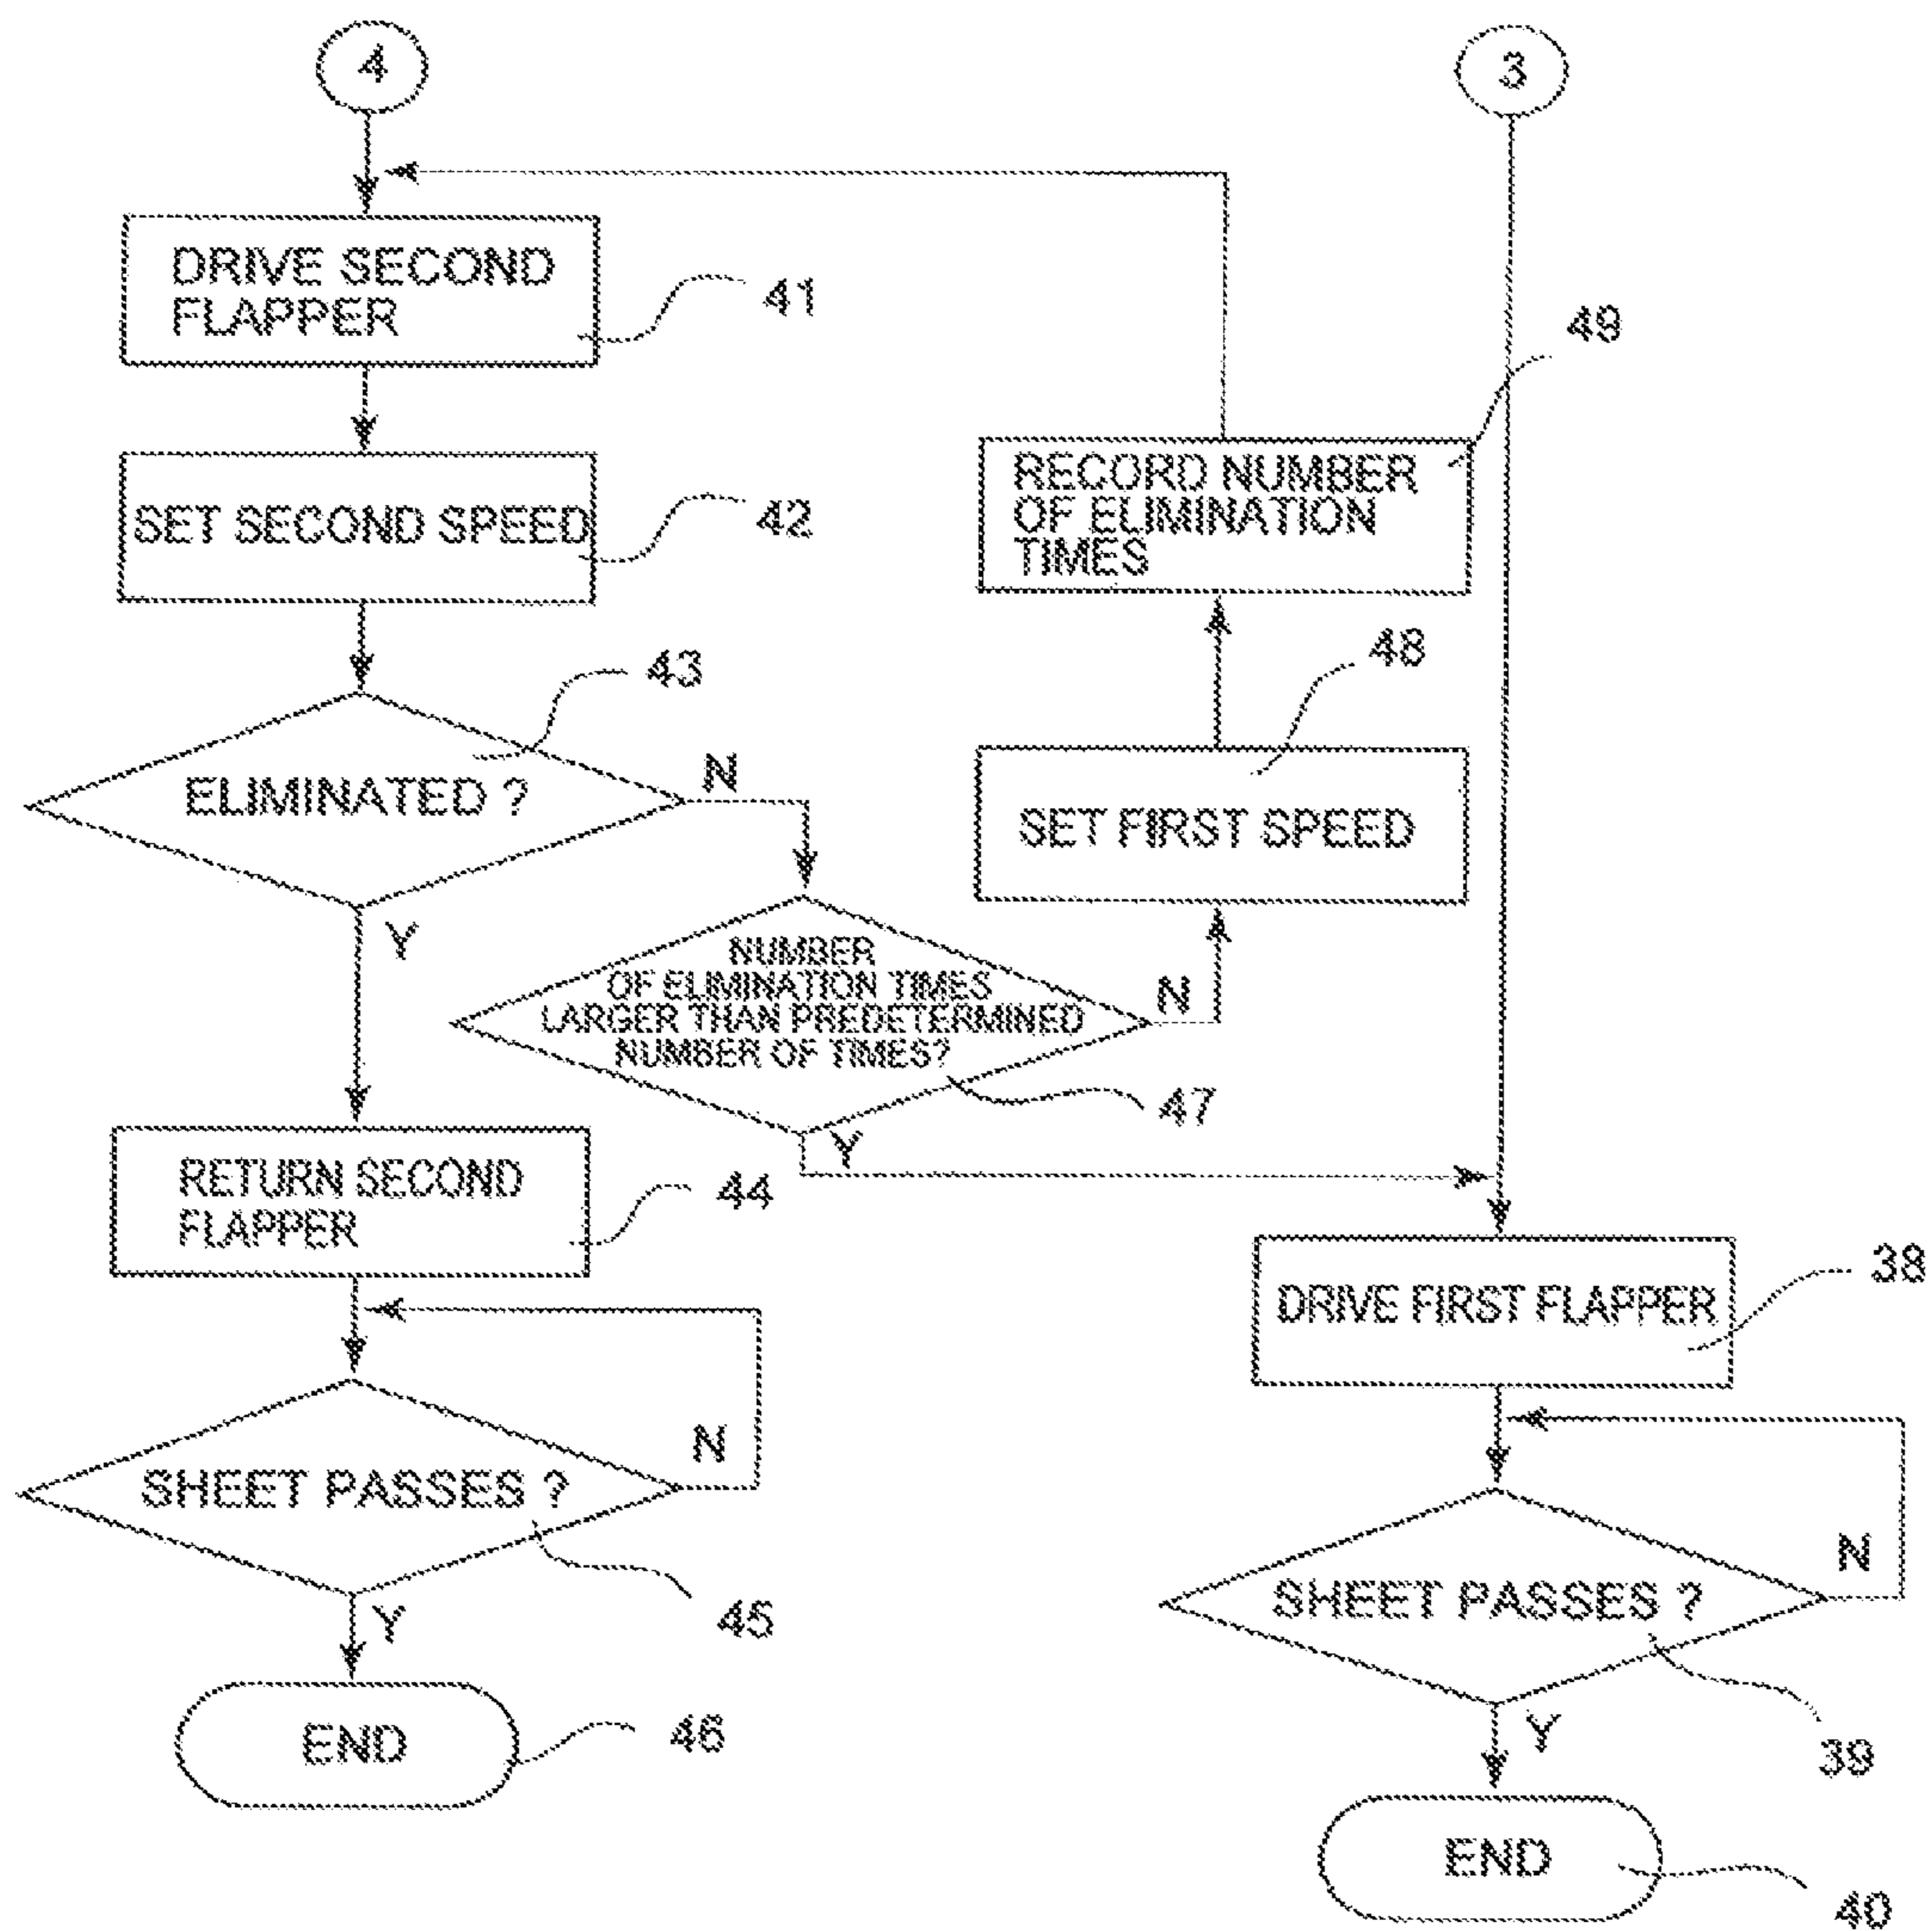 4
3
DRIVE SECOND
FLAPPER
41
49
SET SECOND SPEED
42
RECORD NUMBER
OF ELIMINATION
TIMES
43
48
ELIMINATED ?
N
SET FIRST SPEED
Y
NUMBER
OF ELIMINATION TIMES
LARGER THAN PREDETERMINED
NUMBER OF TIMES?
N
47
Y
RETURN SECOND
FLAPPER
44
DRIVE FIRST FLAPPER
38
SHEET PASSES ?
N
45
Y
SHEET PASSES ?
N
39
Y
END
46
END
40